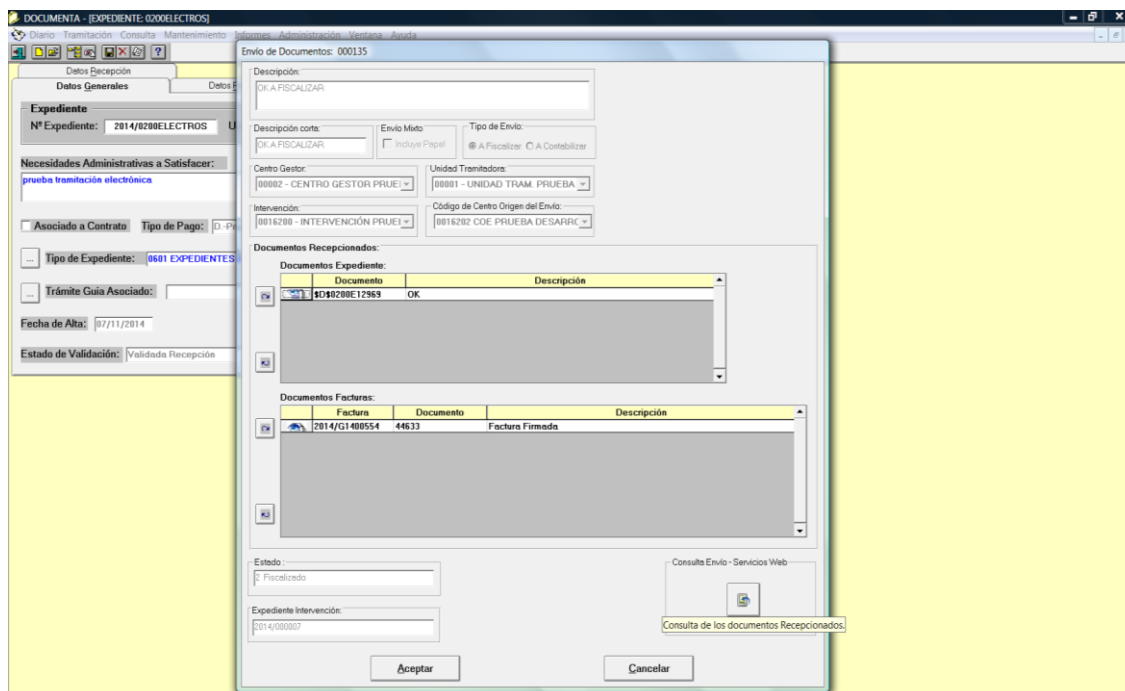 DOCUMENTA - [EXPEDIENTE: 0200ELECTROS]
Diario Tramitación Consulta Mantenimiento Informes Administración Ventana Ayuda
Datos Recepción
Datos Generales
Expediente
Nº Expediente: 2014/0200ELECTROS
Necesidades Administrativas a Satisfacer:
prueba tramitación electrónica
Asociado a Contrato Tipo de Pago:
... Tipo de Expediente: 0601 EXPEDIENTES
... Trámite Guía Asociado:
Fecha de Alta: 07/11/2014
Estado de Validación: Validada Recepción
Envío de Documentos: 000135
Descripción:
OK A FISCALIZAR
Descripción corta: Envío Mixto Tipo de Envío:
OK A FISCALIZAR Incluye Papel A Fiscalizar A Contabilizar
Centro Gestor: Unidad Tramitadora:
00002 - CENTRO GESTOR PRUEI 00001 - UNIDAD TRAM. PRUEBA
Intervención: Código de Centro Origen del Envío:
0016200 - INTERVENCIÓN PRUEI 0016202 COE PRUEBA DESARRC
Documentos Recepcionados:
Documentos Expediente:
Documento Descripción
$D$0200E12969 OK
Documentos Facturas:
Factura Documento Descripción
2014/G1400554 44633 Factura Firmada
Estado :
2 Fiscalizado
Expediente Intervención:
2014/000007
Consulta Envío - Servicios Web
Consulta de los documentos Recepcionados.
Aceptar Cancelar